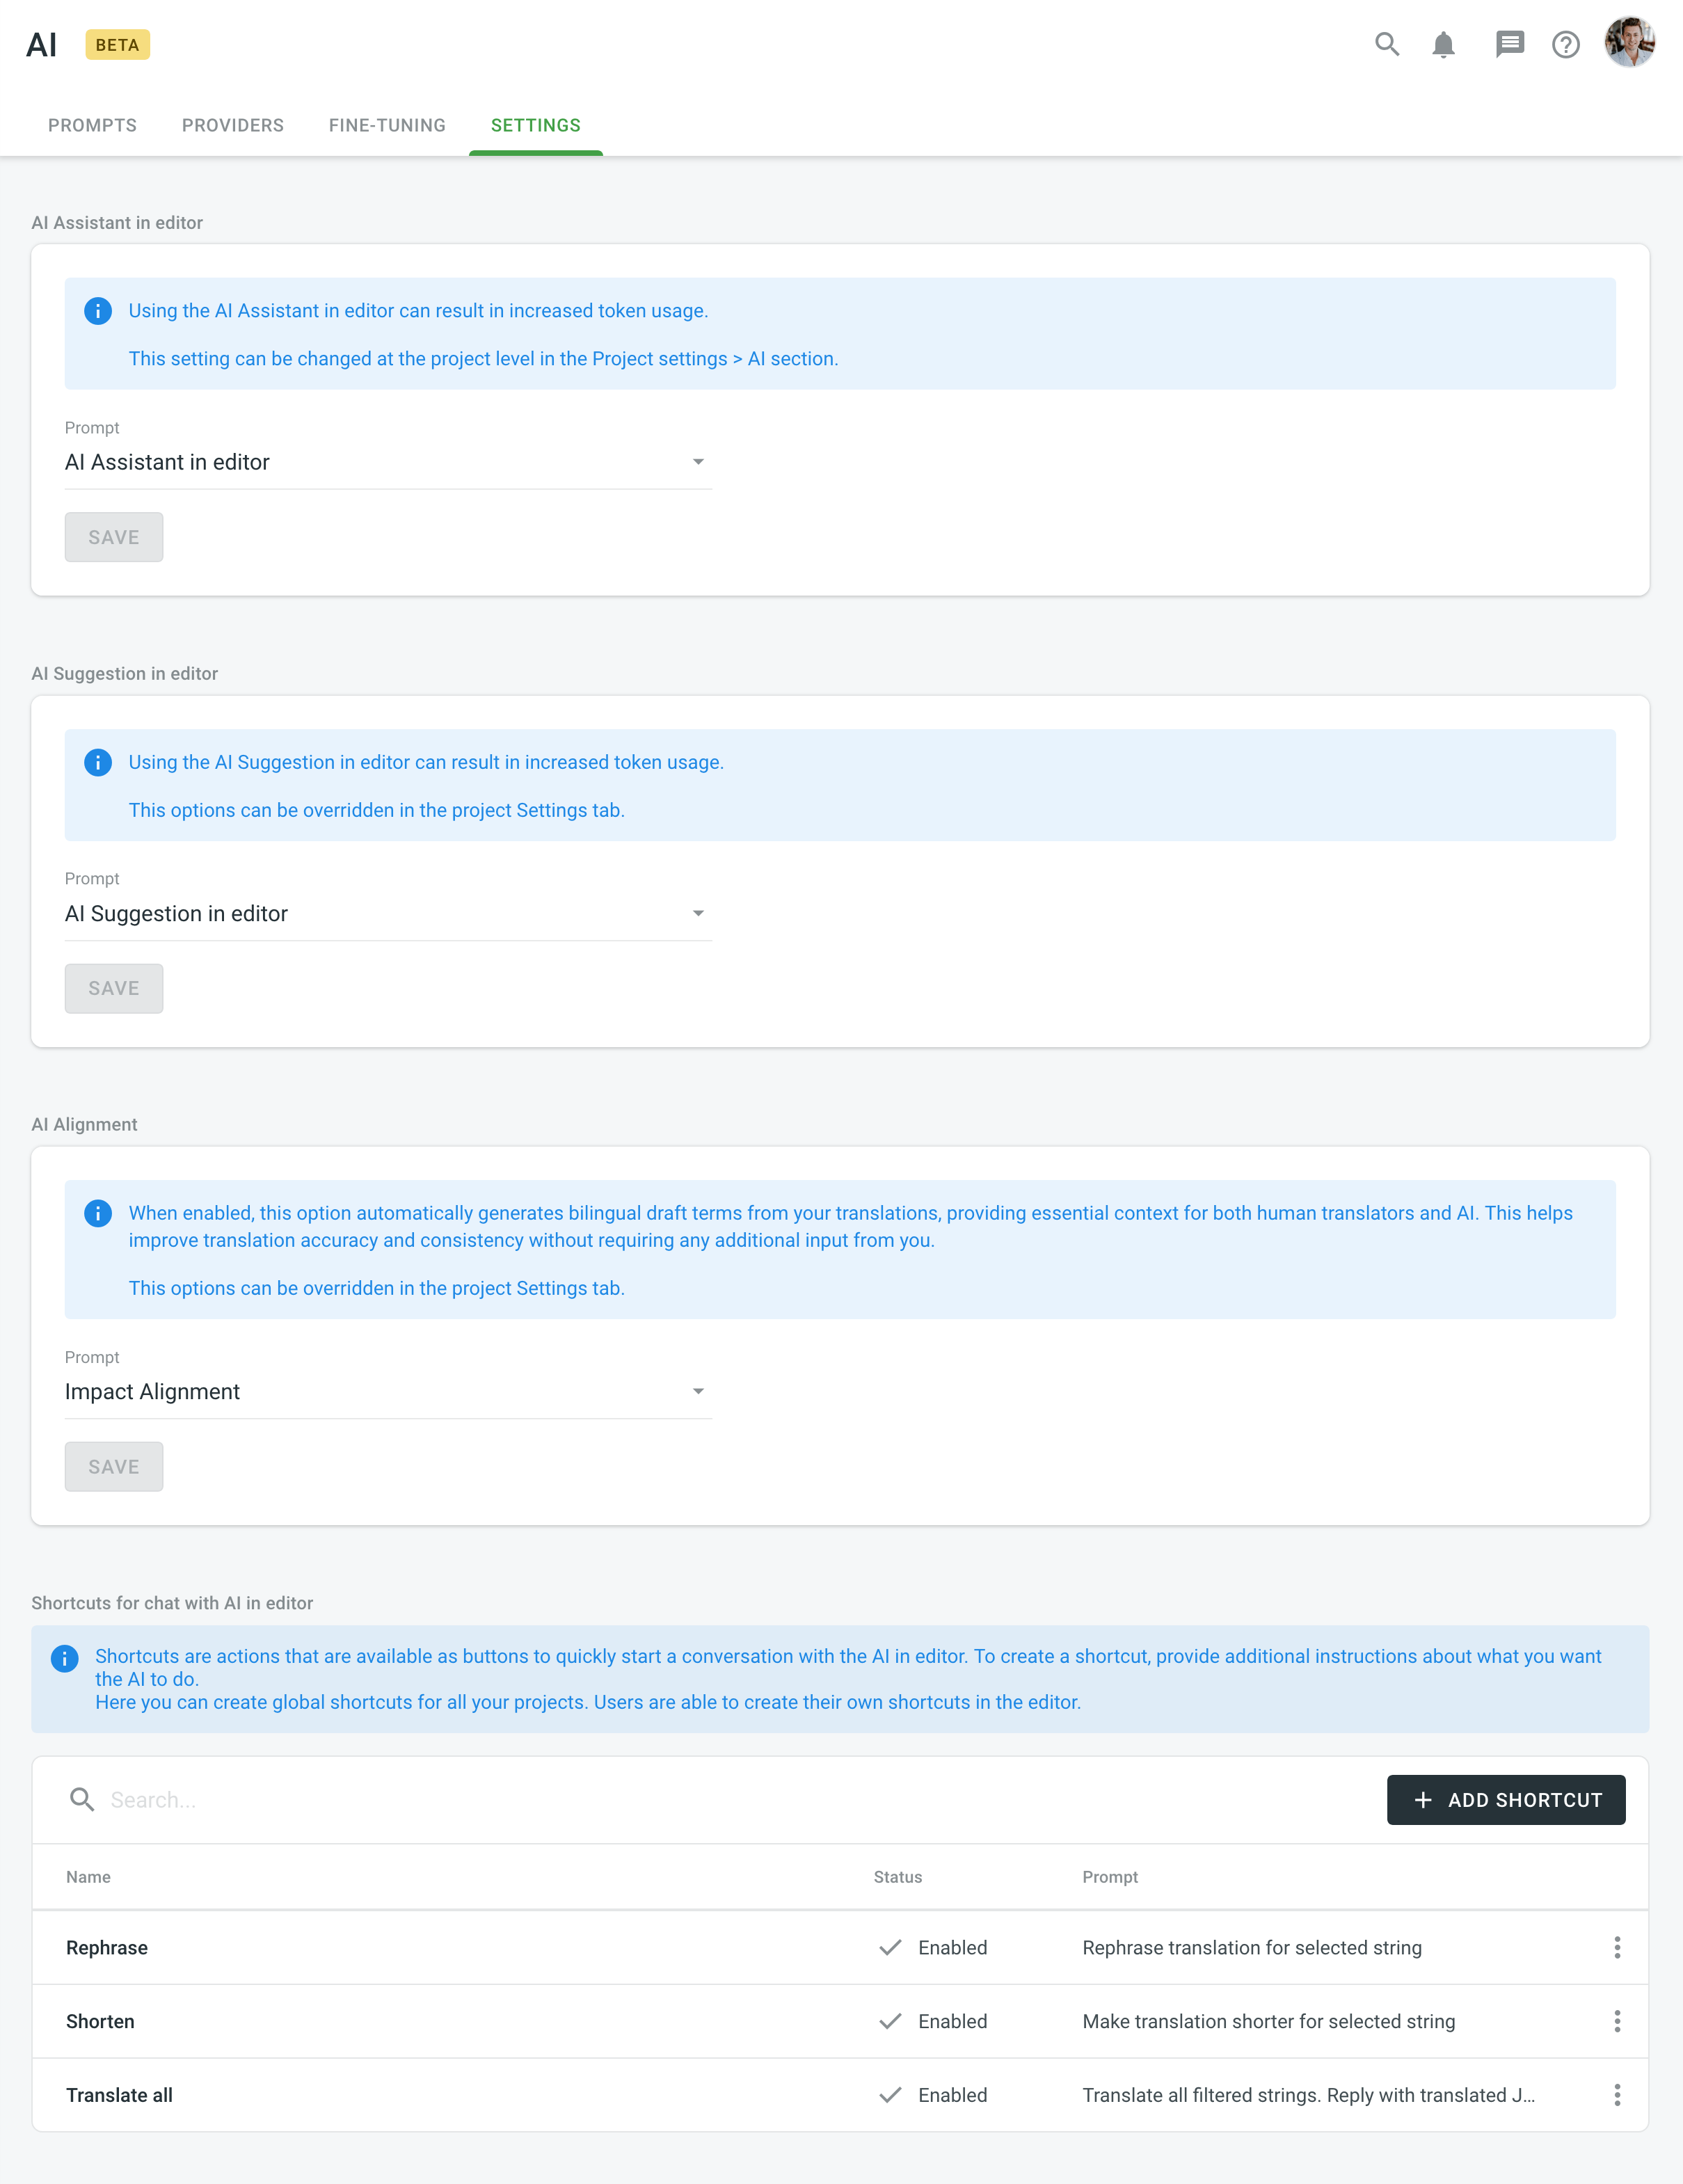 AI BETA
PROMPTS PROVIDERS FINE-TUNING SETTINGS
AI Assistant in editor
Using the AI Assistant in editor can result in increased token usage.
This setting can be changed at the project level in the Project settings > AI section.
Prompt
AI Assistant in editor
SAVE
AI Suggestion in editor
Using the AI Suggestion in editor can result in increased token usage.
This options can be overridden in the project Settings tab.
Prompt
AI Suggestion in editor
SAVE
AI Alignment
When enabled, this option automatically generates bilingual draft terms from your translations, providing essential context for both human translators and AI. This helps
improve translation accuracy and consistency without requiring any additional input from you.
This options can be overridden in the project Settings tab.
Prompt
Impact Alignment
SAVE
Shortcuts for chat with AI in editor
Shortcuts are actions that are available as buttons to quickly start a conversation with the AI in editor. To create a shortcut, provide additional instructions about what you want
the AI to do.
Here you can create global shortcuts for all your projects. Users are able to create their own shortcuts in the editor.
Search... ADD SHORTCUT
Name Status Prompt
Rephrase Enabled Rephrase translation for selected string
Shorten Enabled Make translation shorter for selected string
Translate all Enabled Translate all filtered strings. Reply with translated J...